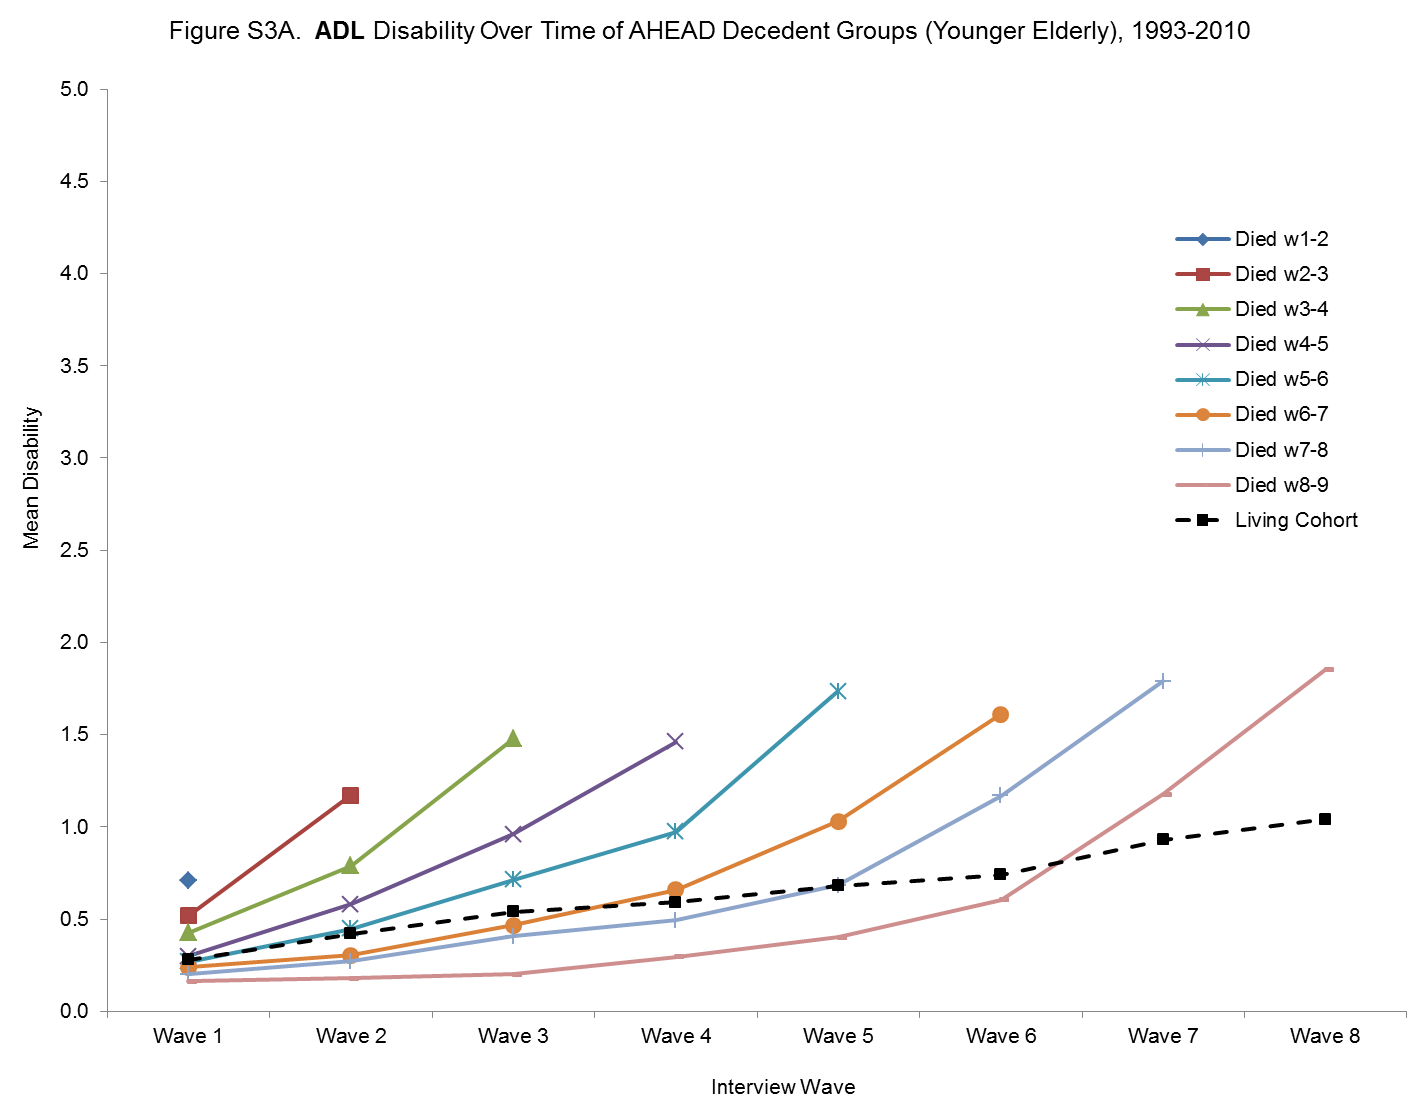 Figure S3A.  ADL Disability Over Time of AHEAD Decedent Groups (Younger Elderly), 1993-2010
5.0
4.5
4.0
3.5
3.0
2.5
2.0
1.5
1.0
0.5
0.0
Mean Disability
Died w1-2
Died w2-3
Died w3-4
Died w4-5
Died w5-6
Died w6-7
Died w7-8
Died w8-9
Living Cohort
Wave 1 Wave 2 Wave 3 Wave 4 Wave 5 Wave 6 Wave 7 Wave 8
Interview Wave